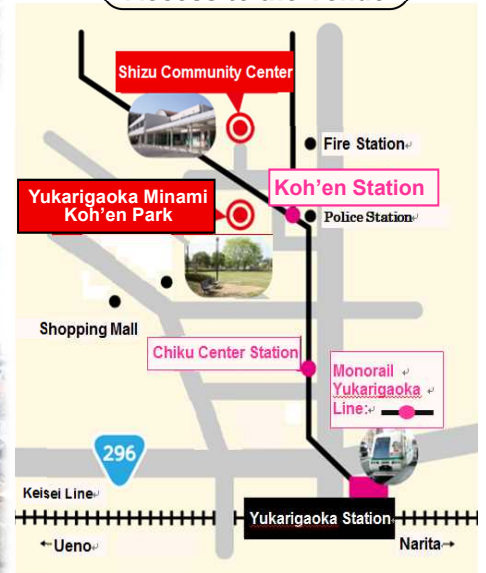 Shizu Community Center
Fire Station
Koh'en Station
Yukarigaoka Minami
Koh'en Park
Police Station
Shopping Mall
Chiku Center Station
Monorail
Yukarigaoka
Line:
296
Keisei Line
Yukarigaoka Station
←Ueno
Narita→